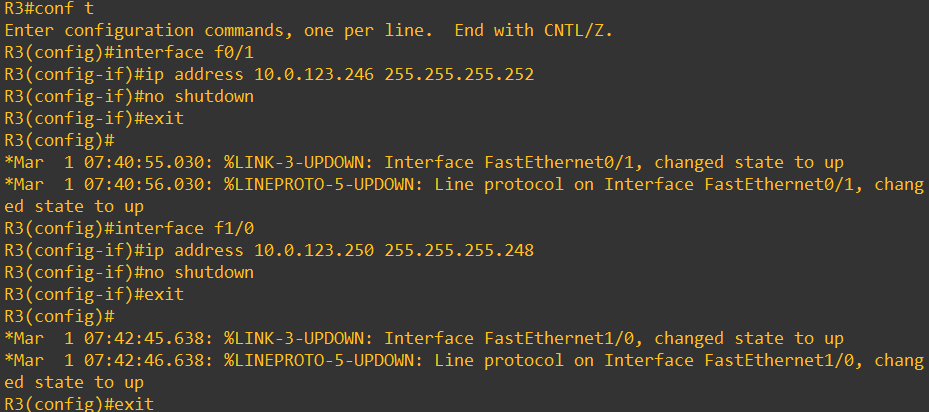 R3#conf t
Enter configuration commands, one per line.  End with CNTL/Z.
R3(config)#interface f0/1
R3(config-if)#ip address 10.0.123.246 255.255.255.252
R3(config-if)#no shutdown
R3(config-if)#exit
R3(config)#
*Mar  1 07:40:55.030: %LINK-3-UPDOWN: Interface FastEthernet0/1, changed state to up
*Mar  1 07:40:56.030: %LINEPROTO-5-UPDOWN: Line protocol on Interface FastEthernet0/1, chang
ed state to up
R3(config)#interface f1/0
R3(config-if)#ip address 10.0.123.250 255.255.255.248
R3(config-if)#no shutdown
R3(config-if)#exit
R3(config)#
*Mar  1 07:42:45.638: %LINK-3-UPDOWN: Interface FastEthernet1/0, changed state to up
*Mar  1 07:42:46.638: %LINEPROTO-5-UPDOWN: Line protocol on Interface FastEthernet1/0, chang
ed state to up
R3(config)#exit